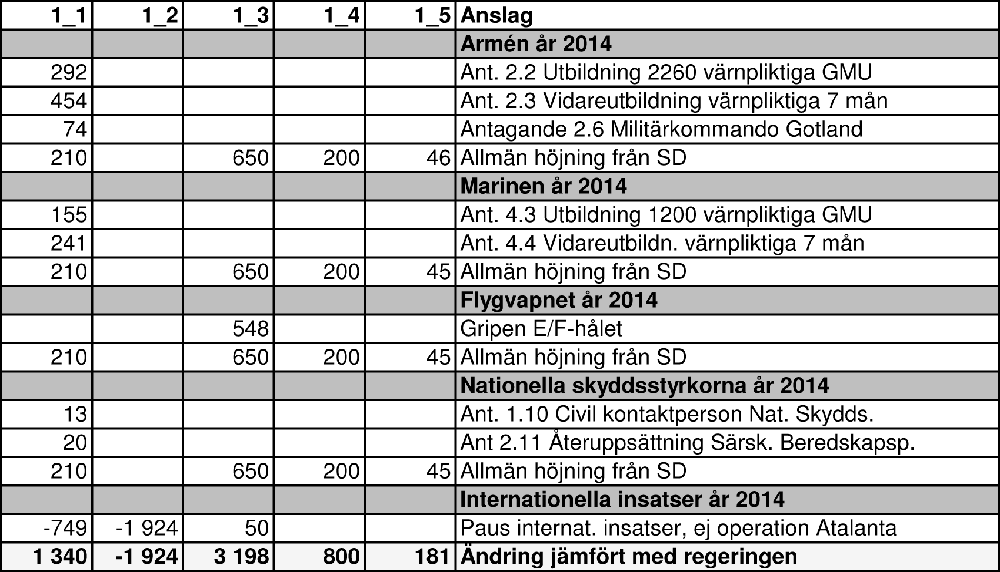 1_1 1_2 1_3 1_4 1_5 Anslag
Armén år 2014
292 Ant. 2.2 Utbildning 2260 värnpliktiga GMU
454 Ant. 2.3 Vidareutbildning värnpliktiga 7 mån
74 Antagande 2.6 Militärkommando Gotland
210 650 200 46 Allmän höjning från SD
Marinen år 2014
155 Ant. 4.3 Utbildning 1200 värnpliktiga GMU
241 Ant. 4.4 Vidareutbildn. värnpliktiga 7 mån
210 650 200 45 Allmän höjning från SD
Flygvapnet år 2014
548 Gripen E/F-hålet
210 650 200 45 Allmän höjning från SD
Nationella skyddsstyrkorna år 2014
13 Ant. 1.10 Civil kontaktperson Nat. Skydds.
20 Ant 2.11 Återuppsättning Särsk. Beredskapsp.
210 650 200 45 Allmän höjning från SD
Internationella insatser år 2014
-749 -1 924 50 Paus internat. insatser, ej operation Atalanta
1 340 -1 924 3 198 800 181 Ändring jämfört med regeringen